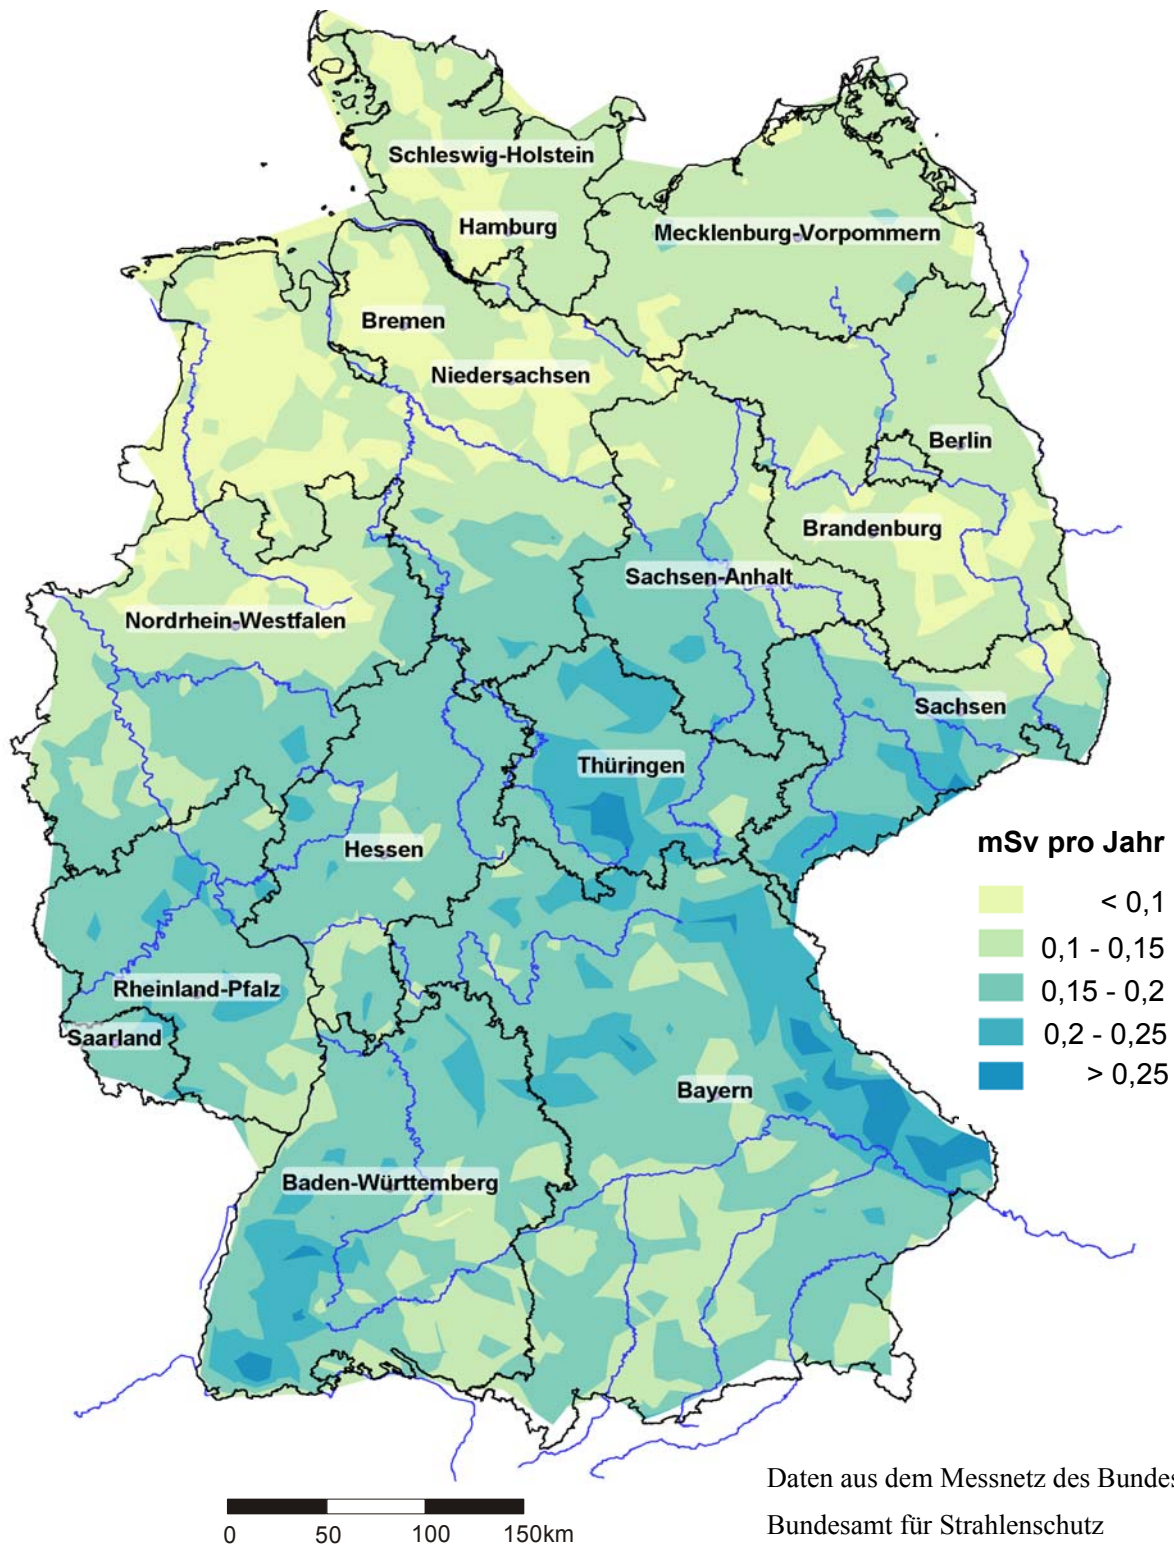 Schleswig-Holstein
Hamburg
Mecklenburg-Vorpommern
Bremen
Niedersachsen
Berlin
Brandenburg
Sachsen-Anhalt
Nordrhein-Westfalen
Sachsen
Thüringen
Hessen
Rheinland-Pfalz
Saarland
Bayern
Baden-Württemberg
mSv pro Jahr
< 0,1
0,1 - 0,15
0,15 - 0,2
0,2 - 0,25
> 0,25
Daten aus dem Messnetz des Bundes
Bundesamt für Strahlenschutz
0 50 100 150km